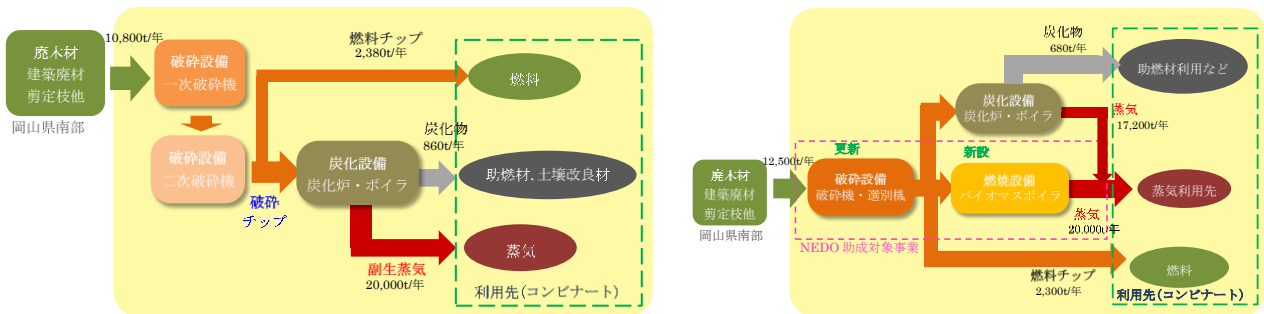 廃木材
建築廃材
剪定枝他
岡山県南部
10,800t/年
破砕設備
一次破砕機
破砕設備
二次破砕機
破砕
チップ
燃料チップ
2,380t/年
燃料
炭化設備
炭化炉・ボイラ
炭化物
860t/年
助燃材．土壌改良材
副生蒸気
20,000t/年
蒸気
利用先（コンビナート）
廃木材
建築廃材
剪定枝他
岡山県南部
12,500t/年
更新
破砕設備
破砕機・選別機
炭化設備
炭化炉・ボイラ
炭化物
680t/年
助燃材利用など
蒸気
17,200t/年
新設
燃焼設備
バイオマスボイラ
蒸気
20,000t/年
蒸気利用先
NEDO 助成対象事業
燃料チップ
2,300t/年
燃料
利用先（コンビナート）